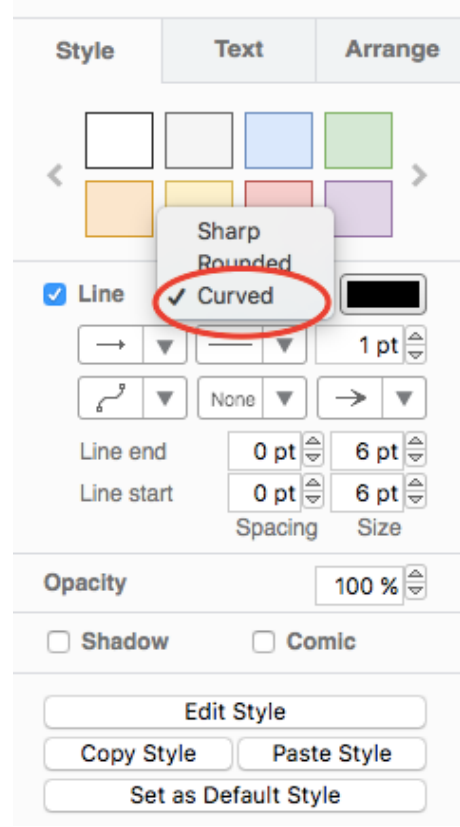 Style Text Arrange
Sharp
Rounded
Line ✓ Curved
1 pt
None
Line end 0 pt 6 pt
Line start 0 pt 6 pt
Spacing Size
Opacity 100 %
Shadow Comic
Edit Style
Copy Style Paste Style
Set as Default Style